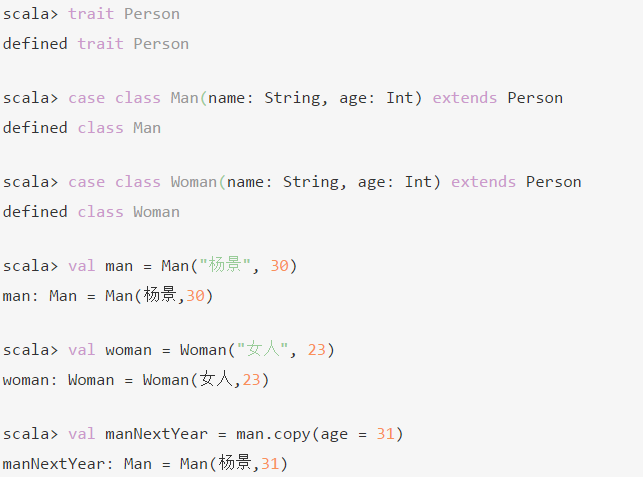 scala> trait Person
defined trait Person
scala> case class Man(name: String, age: Int) extends Person
defined class Man
scala> case class Woman(name: String, age: Int) extends Person
defined class Woman
scala> val man = Man("杨景", 30)
man: Man = Man(杨景,30)
scala> val woman = Woman("女人", 23)
woman: Woman = Woman(女人,23)
scala> val manNextYear = man.copy(age = 31)
manNextYear: Man = Man(杨景,31)